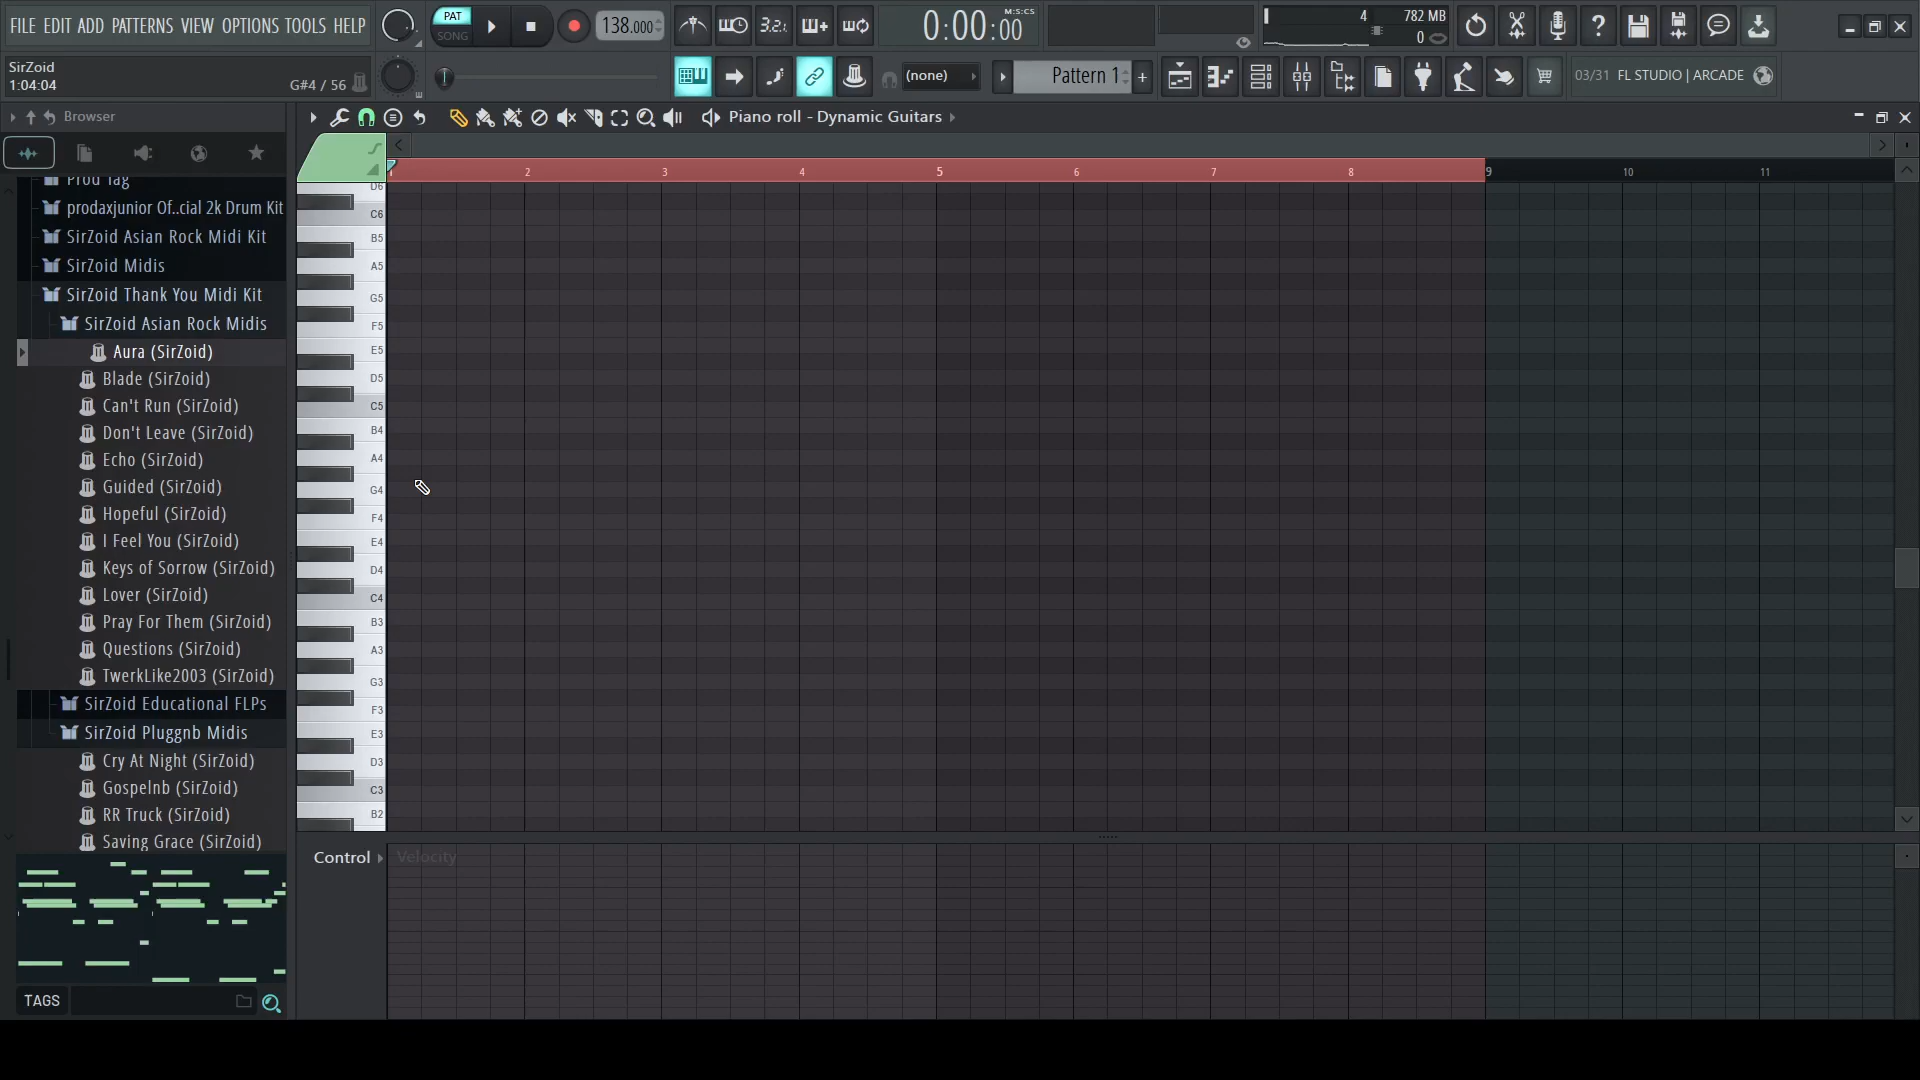 FILE EDIT ADD PATTERNS VIEW OPTIONS TOOLS HELP
PAT
SONG
138.000
3.2.
0:00:00
M:S:CS
4
782 MB
0
SirZoid
1:04:04
G#4 / 56
(none)
Pattern 1
+
03/31 FL STUDIO | ARCADE
Browser
Piano roll - Dynamic Guitars
1 2 3 4 5 6 7 8 9 10 11
Prod Tag
prodaxjunior Of..cial 2k Drum Kit
SirZoid Asian Rock Midi Kit
SirZoid Midis
SirZoid Thank You Midi Kit
SirZoid Asian Rock Midis
Aura (SirZoid)
Blade (SirZoid)
Can't Run (SirZoid)
Don't Leave (SirZoid)
Echo (SirZoid)
Guided (SirZoid)
Hopeful (SirZoid)
I Feel You (SirZoid)
Keys of Sorrow (SirZoid)
Lover (SirZoid)
Pray For Them (SirZoid)
Questions (SirZoid)
TwerkLike2003 (SirZoid)
SirZoid Educational FLPs
SirZoid Pluggnb Midis
Cry At Night (SirZoid)
Gospelnb (SirZoid)
RR Truck (SirZoid)
Saving Grace (SirZoid)
TAGS
D6
C6
B5
A5
G5
F5
E5
D5
C5
B4
A4
G4
F4
E4
D4
C4
B3
A3
G3
F3
E3
D3
C3
B2
Control
Velocity